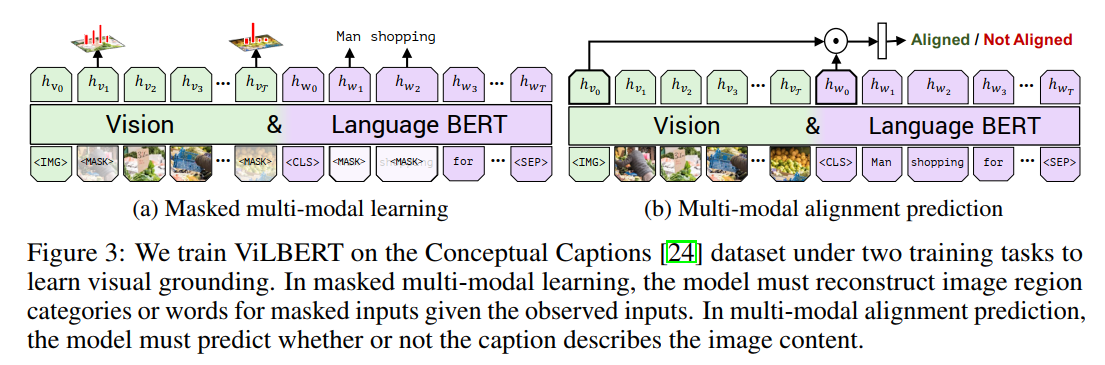 Man shopping
Aligned / Not Aligned
h_{v_0} h_{v_1} h_{v_2} h_{v_3} ••• h_{v_𝒯} h_{w_0} h_{w_1} h_{w_2} h_{w_3} ••• h_{w_T}
h_{v_0} h_{v_1} h_{v_2} h_{v_3} ••• h_{v_𝒯} h_{w_0} h_{w_1} h_{w_2} h_{w_3} ••• h_{w_T}
Vision & Language BERT
Vision & Language BERT
<IMG> <MASK> ••• <MASK> <CLS> <MASK> <MASK> for ••• <SEP>
<IMG> ••• <CLS> Man shopping for ••• <SEP>
(a) Masked multi-modal learning
(b) Multi-modal alignment prediction
Figure 3: We train ViLBERT on the Conceptual Captions [24] dataset under two training tasks to
learn visual grounding. In masked multi-modal learning, the model must reconstruct image region
categories or words for masked inputs given the observed inputs. In multi-modal alignment prediction,
the model must predict whether or not the caption describes the image content.